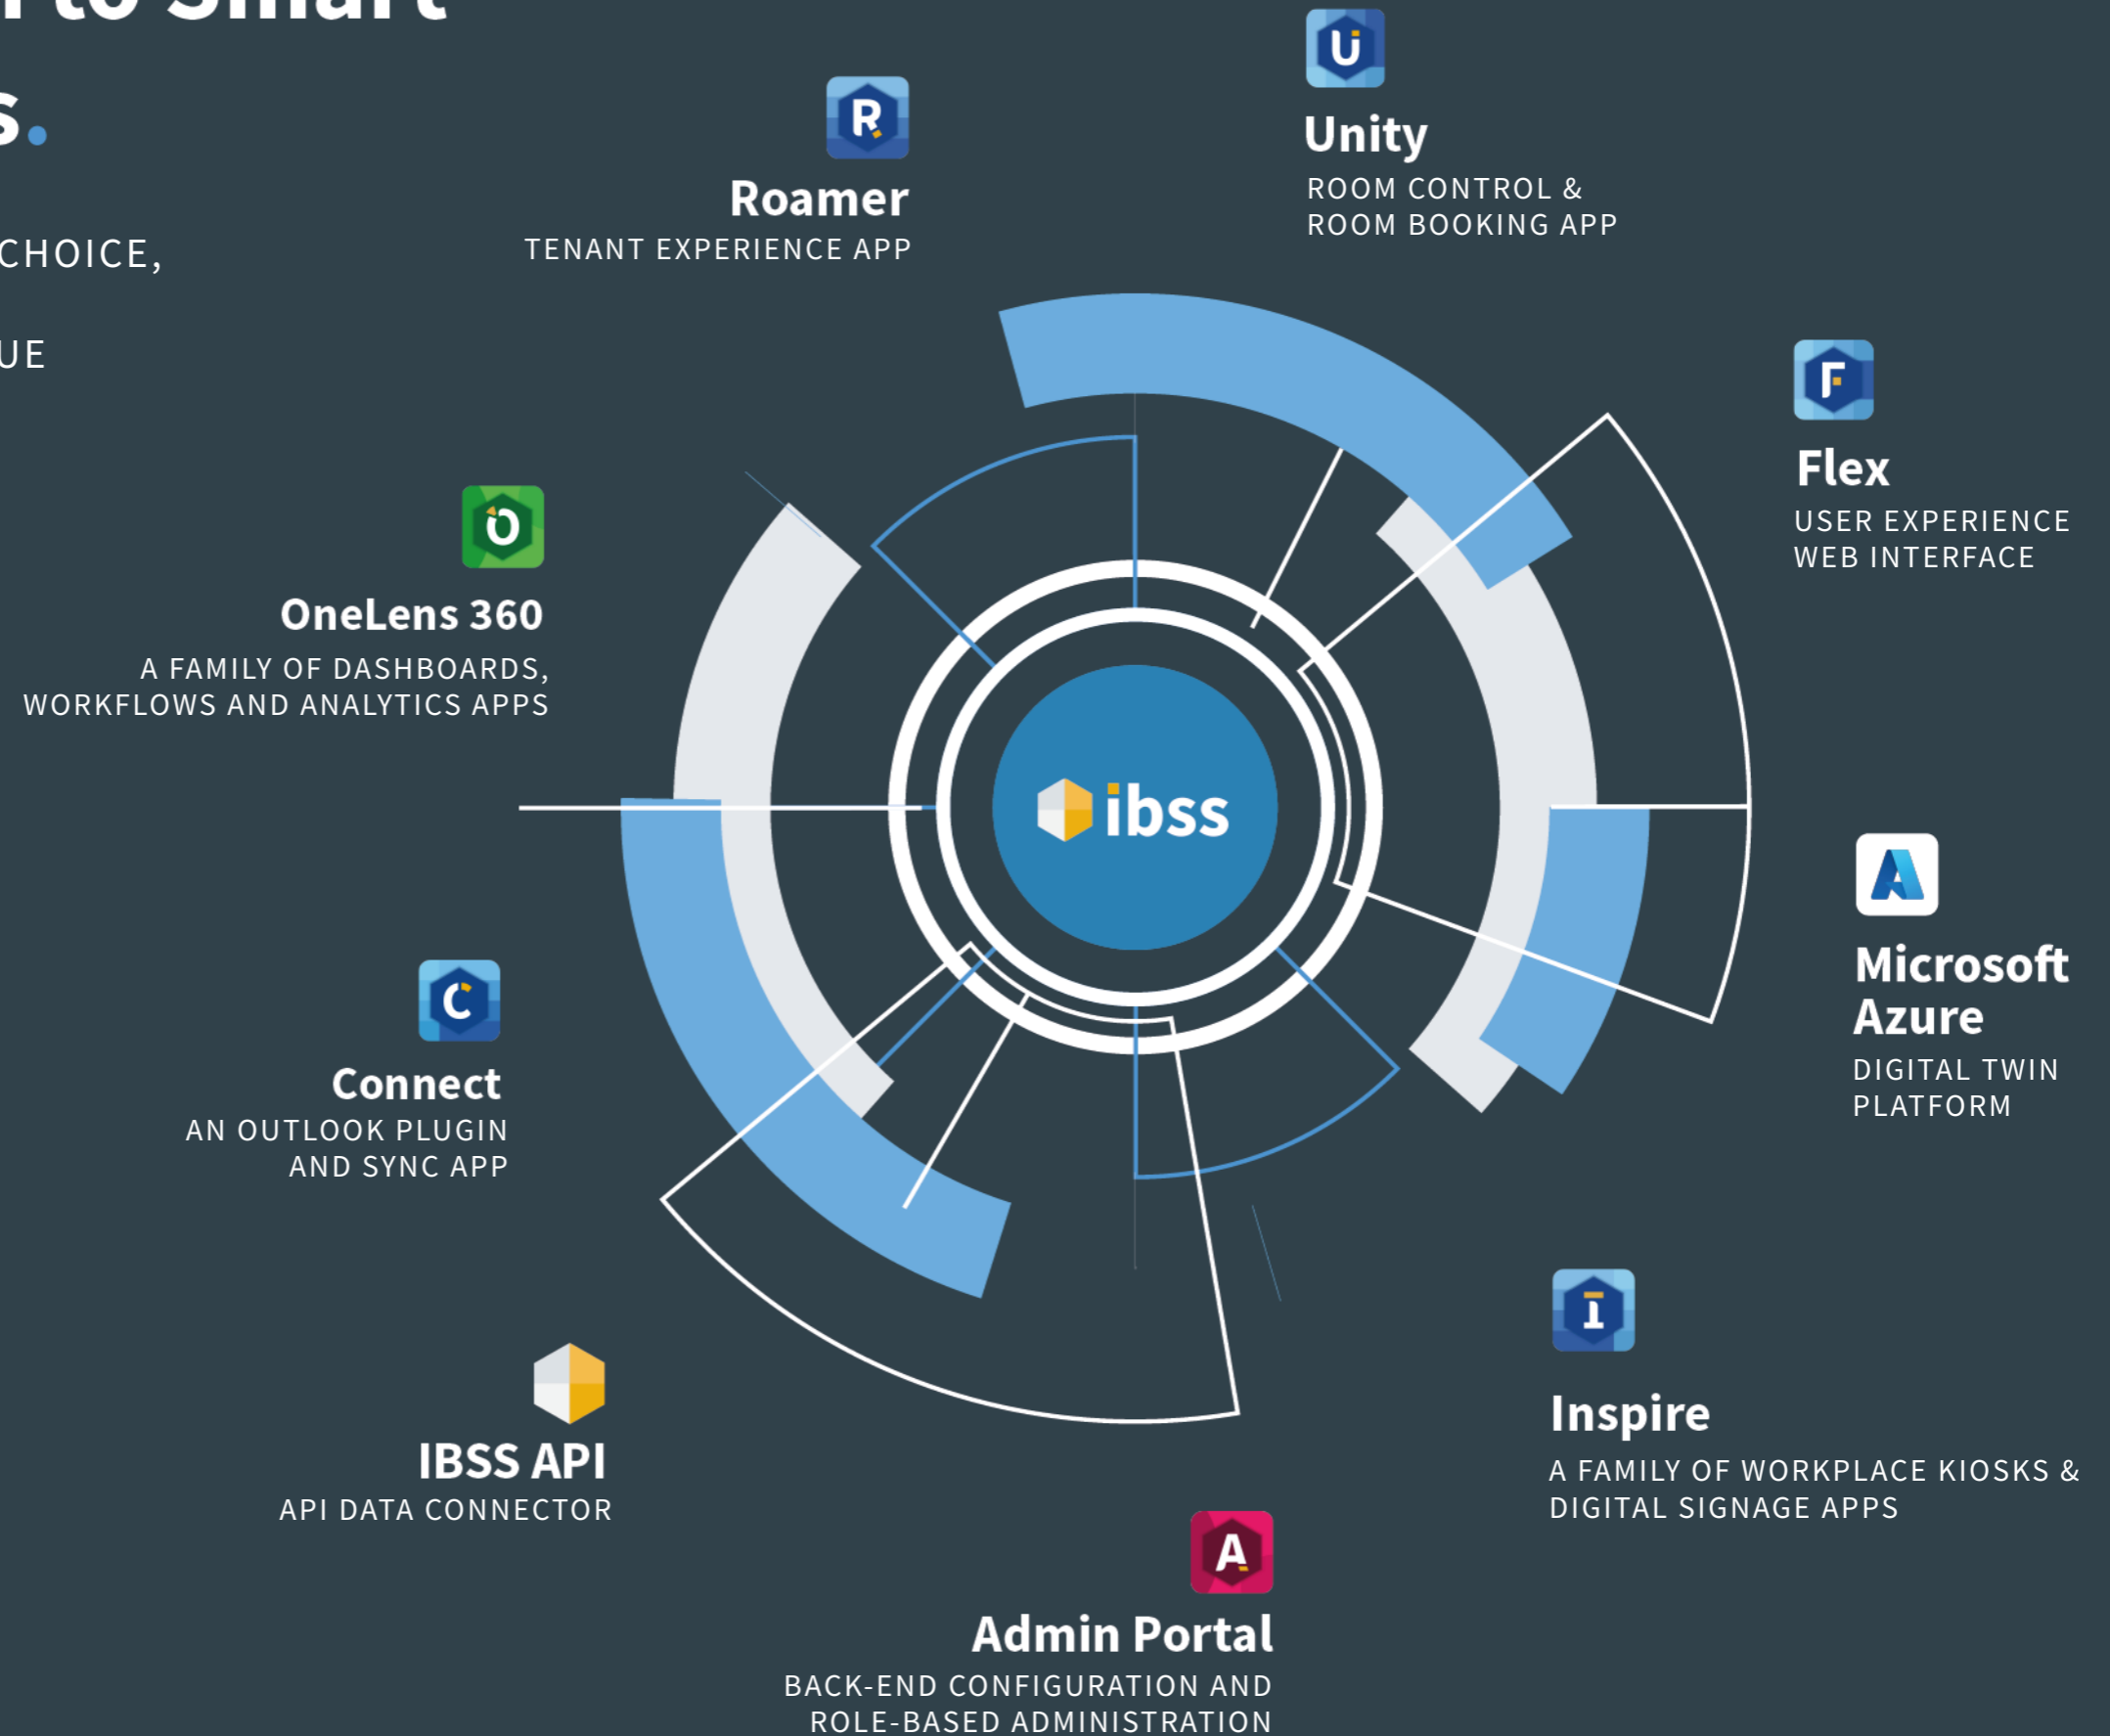 to Smart
s.
CHOICE,
UE
R
Roamer
TENANT EXPERIENCE APP
Ui
Unity
ROOM CONTROL &
ROOM BOOKING APP
F
Flex
USER EXPERIENCE
WEB INTERFACE
O
OneLens 360
A FAMILY OF DASHBOARDS,
WORKFLOWS AND ANALYTICS APPS
ibss
A
Microsoft
Azure
DIGITAL TWIN
PLATFORM
C
Connect
AN OUTLOOK PLUGIN
AND SYNC APP
I
Inspire
A FAMILY OF WORKPLACE KIOSKS &
DIGITAL SIGNAGE APPS
IBSS API
API DATA CONNECTOR
A
Admin Portal
BACK-END CONFIGURATION AND
ROLE-BASED ADMINISTRATION